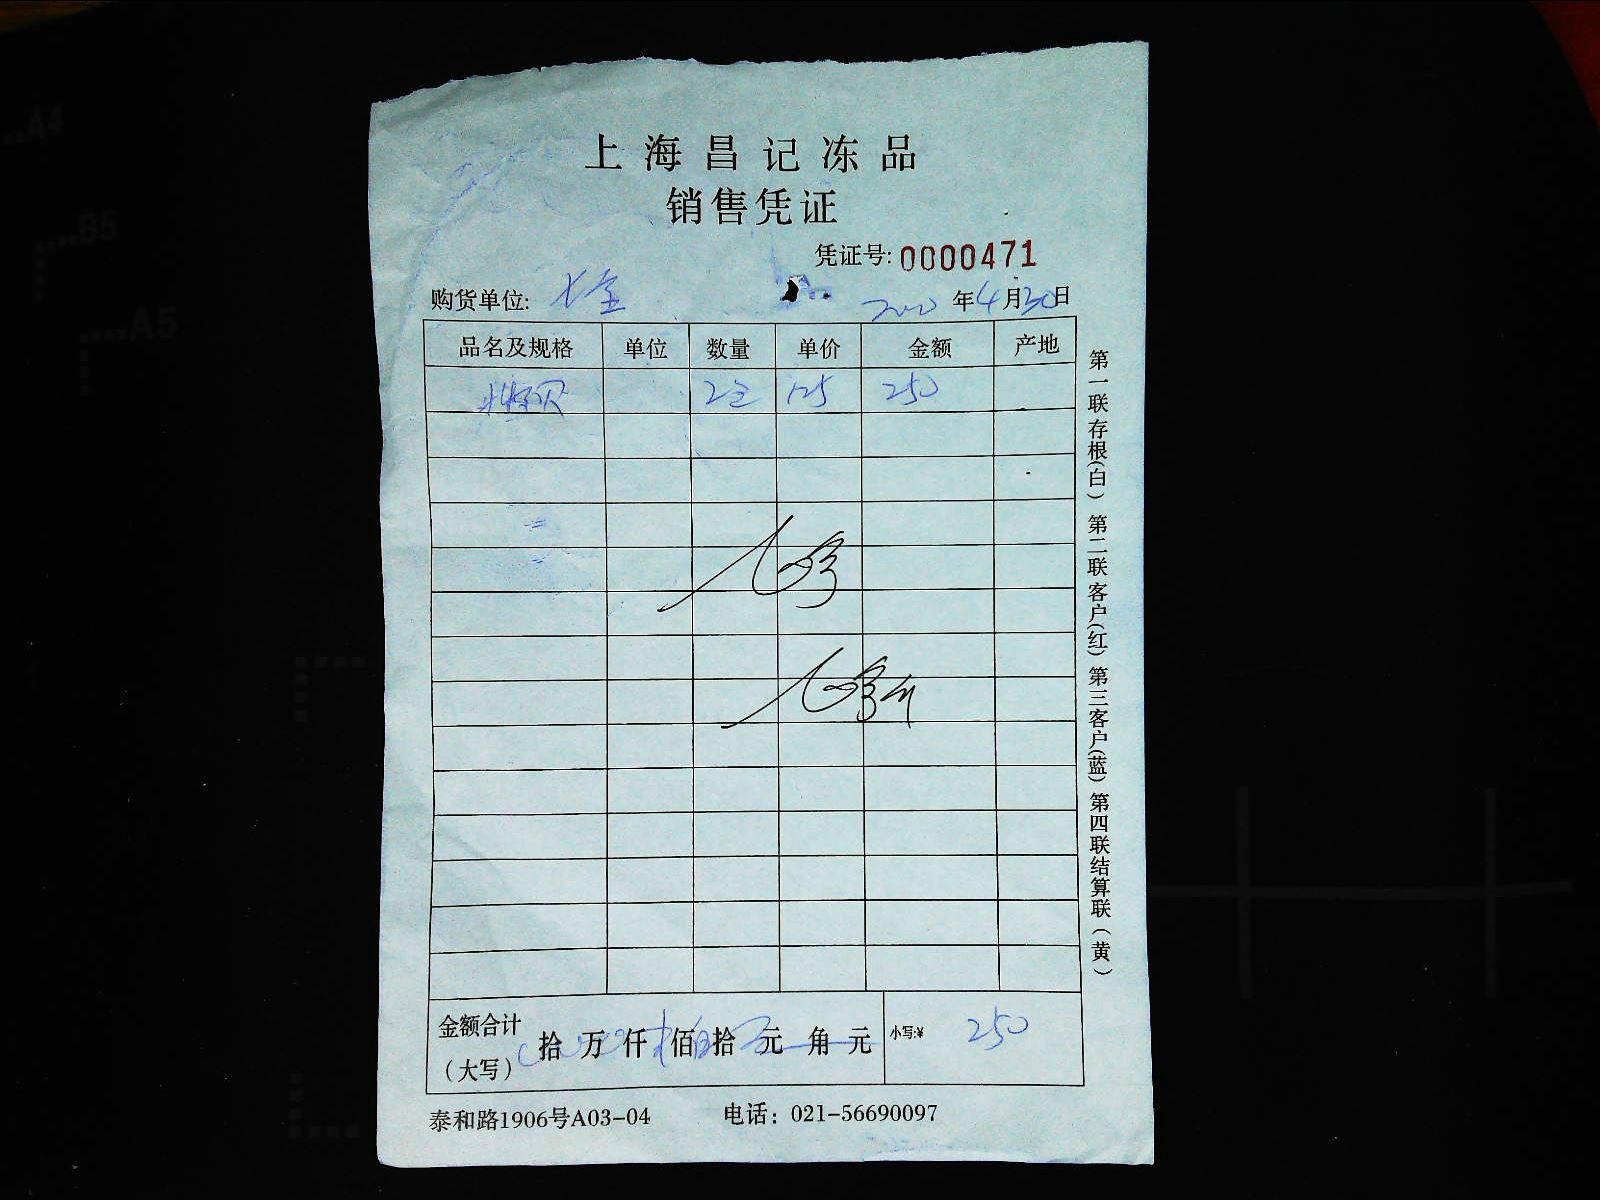 上海昌记冻品
销售凭证
凭证号: 0000471
购货单位:
年4月30日
品名及规格 单位 数量 单价 金额 产地
125 250
金额合计 (大写) 拾万仟佰拾元角元 小写:¥ 250
泰和路1906号A03-04 电话: 021-56690097
第一联存根(白) 第二联客户(红) 第三客户(蓝) 第四联结算联(黄)
A4
B5
A5